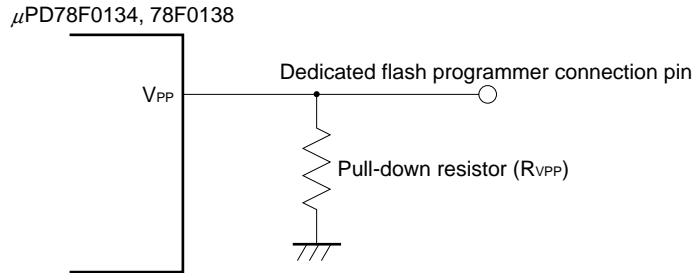 μPD78F0134, 78F0138
Dedicated flash programmer connection pin
VPP
Pull-down resistor (RVPP)